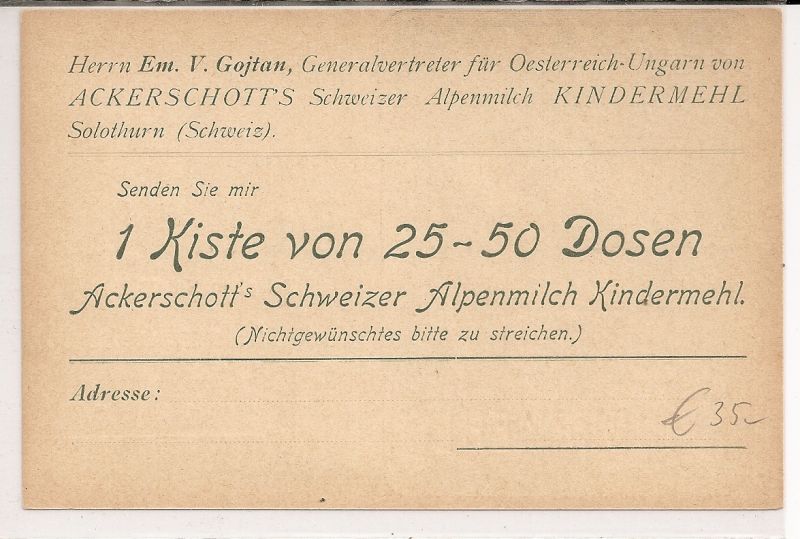 Herrn Em. V. Gojtan, Generalvertreter für Oesterreich-Ungarn von
ACKERSCHOTT'S Schweizer Alpenmilch KINDERMEHL
Solothurn (Schweiz).
Senden Sie mir
1 Kiste von 25-50 Dosen
Ackerschott's Schweizer Alpenmilch Kindermehl.
(Nichtgewünschtes bitte zu streichen.)
Adresse:
€ 35-